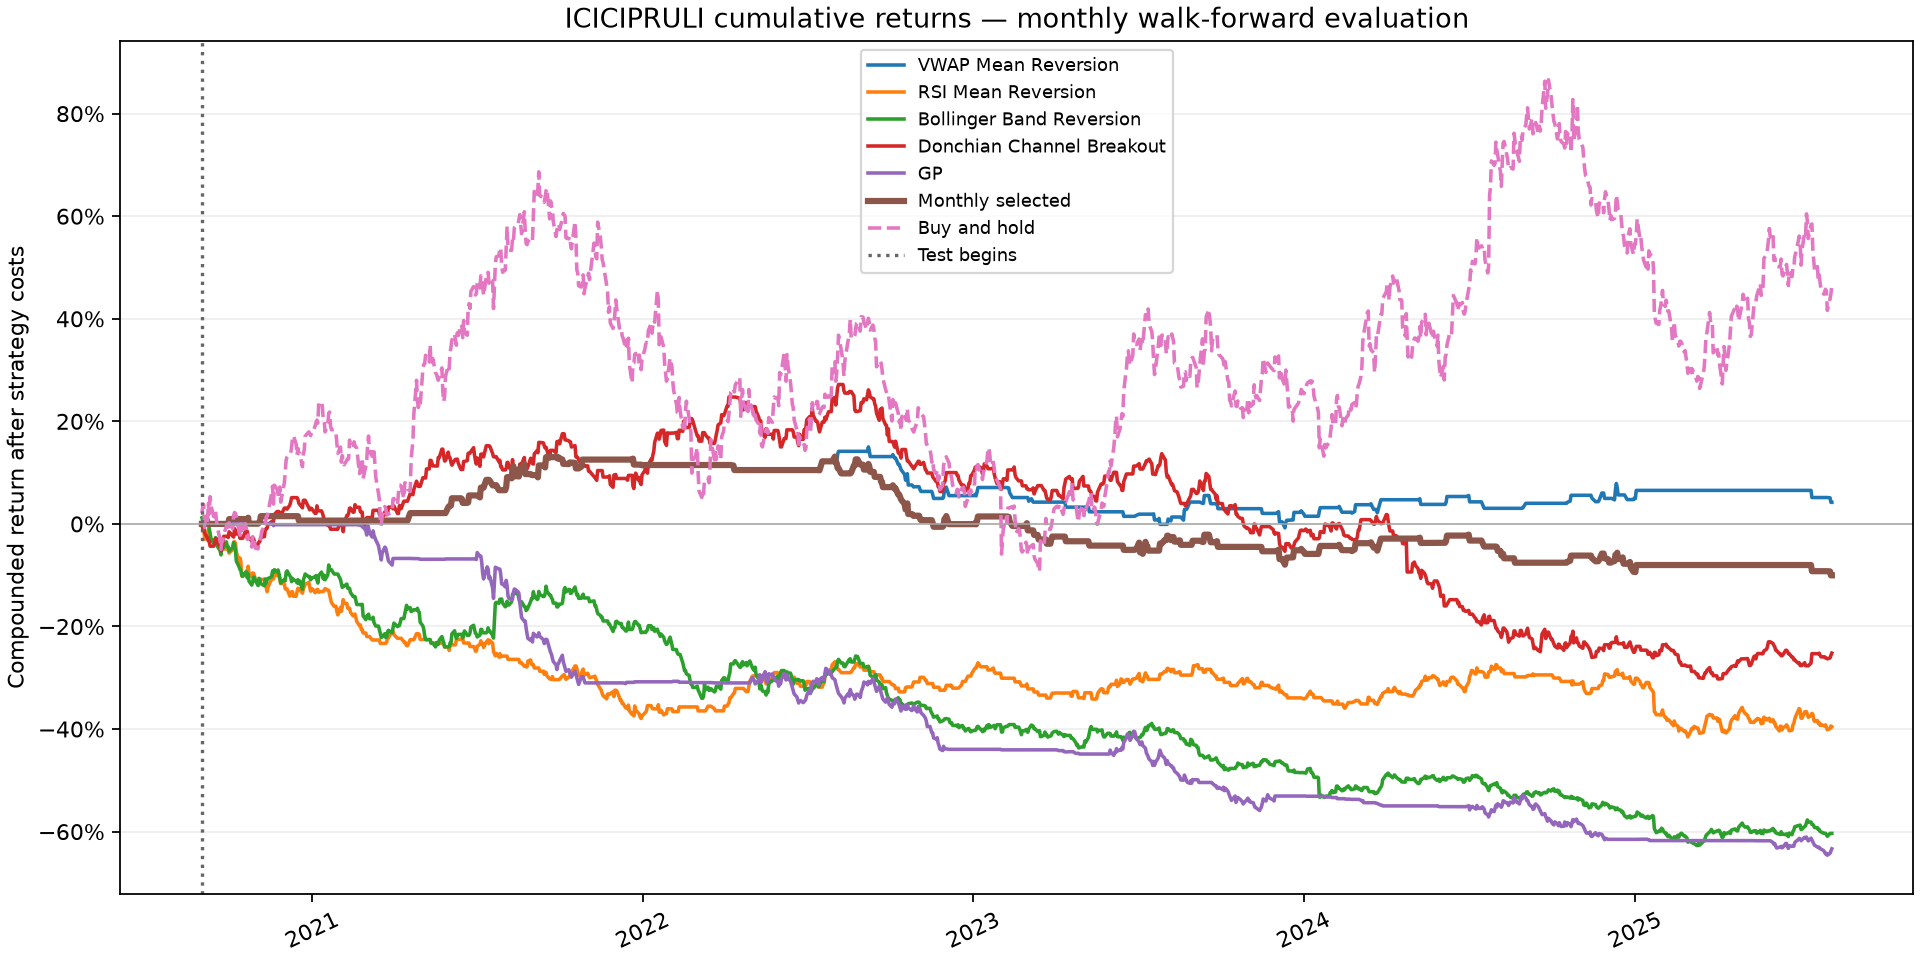 ICICIPRULI cumulative returns — monthly walk-forward evaluation
Compounded return after strategy costs
80%
60%
40%
20%
0%
−20%
−40%
−60%
VWAP Mean Reversion
RSI Mean Reversion
Bollinger Band Reversion
Donchian Channel Breakout
GP
Monthly selected
Buy and hold
Test begins
2021
2022
2023
2024
2025